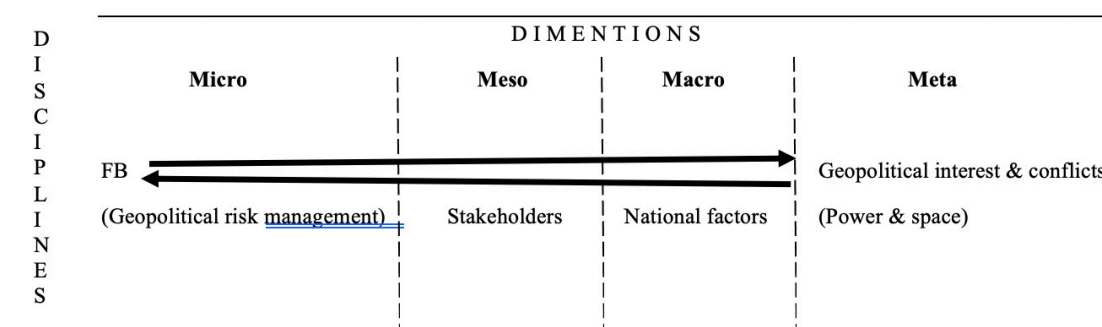 DISCIPLINES
DIMENTIONS
Micro Meso Macro Meta
FB Geopolitical interest & conflicts
(Geopolitical risk management) Stakeholders National factors (Power & space)